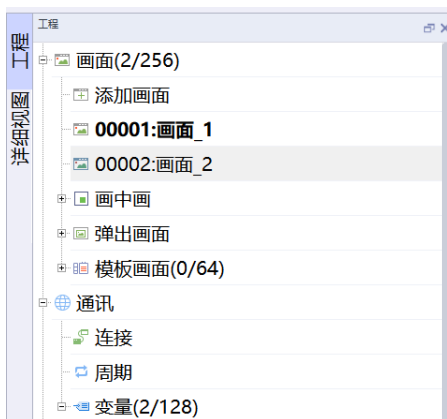 工程
详细视图
工程
画面(2/256)
添加画面
00001:画面_1
00002:画面_2
画中画
弹出画面
模板画面(0/64)
通讯
连接
周期
变量(2/128)